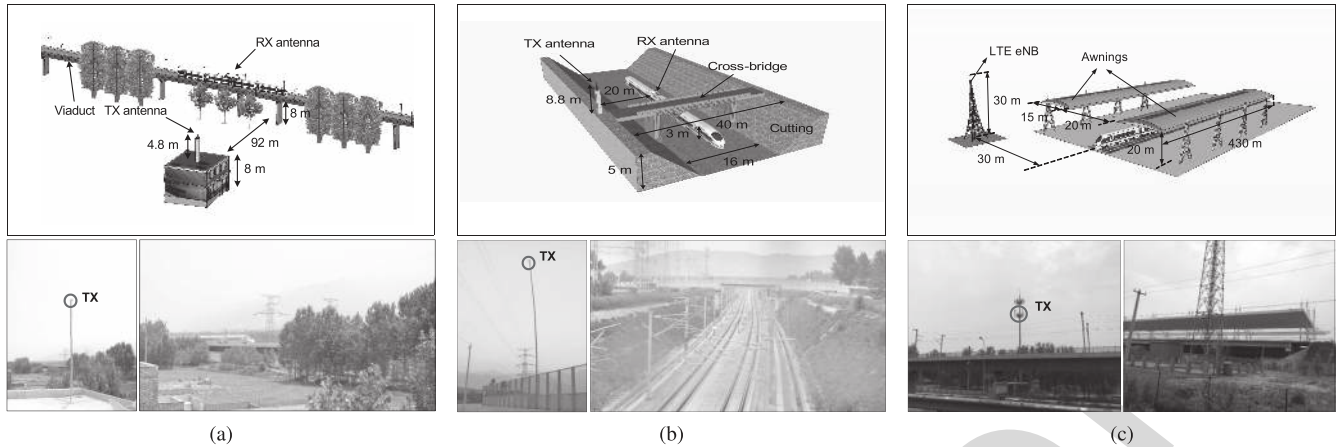 RX antenna
TX antenna
Viaduct
8 m
4.8 m
92 m
8 m
TX
TX antenna
RX antenna
Cross-bridge
20 m
8.8 m
3 m
40 m
Cutting
16 m
5 m
TX
LTE eNB
Awnings
30 m
15 m
20 m
20 m
430 m
30 m
TX
(a)
(b)
(c)